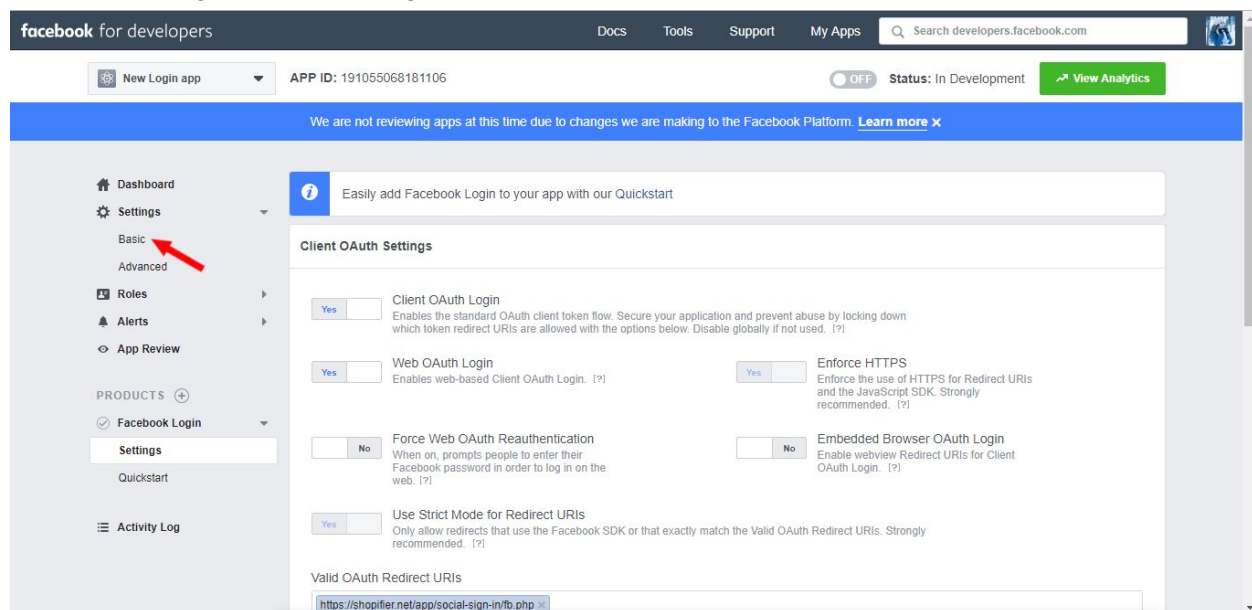 facebook for developers
Docs Tools Support My Apps Search developers.facebook.com
New Login app APP ID: 191055068181106 OFF Status: In Development View Analytics
We are not reviewing apps at this time due to changes we are making to the Facebook Platform. Learn more ×
Dashboard
Settings
Basic
Advanced
Roles
Alerts
App Review
PRODUCTS
Facebook Login
Settings
Quickstart
Activity Log
i Easily add Facebook Login to your app with our Quickstart
Client OAuth Settings
Yes Client OAuth Login
Enables the standard OAuth client token flow. Secure your application and prevent abuse by locking down
which token redirect URIs are allowed with the options below. Disable globally if not used. [?]
Yes Web OAuth Login
Enables web-based Client OAuth Login. [?]
Yes Enforce HTTPS
Enforce the use of HTTPS for Redirect URIs
and the JavaScript SDK. Strongly
recommended. [?]
No Force Web OAuth Reauthentication
When on, prompts people to enter their
Facebook password in order to log in on the
web. [?]
No Embedded Browser OAuth Login
Enable webview Redirect URIs for Client
OAuth Login. [?]
Yes Use Strict Mode for Redirect URIs
Only allow redirects that use the Facebook SDK or that exactly match the Valid OAuth Redirect URIs. Strongly
recommended. [?]
Valid OAuth Redirect URIs
https://shopifier.net/app/social-sign-in/fb.php ×